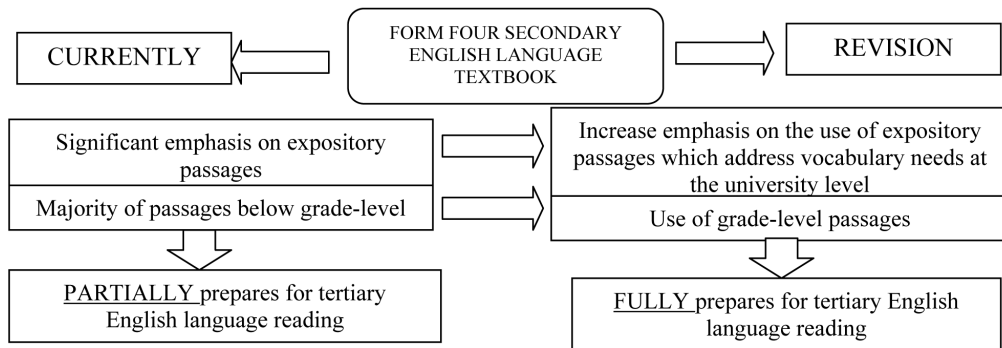 FORM FOUR SECONDARY
ENGLISH LANGUAGE
TEXTBOOK
CURRENTLY
REVISION
Significant emphasis on expository
passages
Majority of passages below grade-level
PARTIALLY prepares for tertiary
English language reading
Increase emphasis on the use of expository
passages which address vocabulary needs at
the university level
Use of grade-level passages
FULLY prepares for tertiary English
language reading